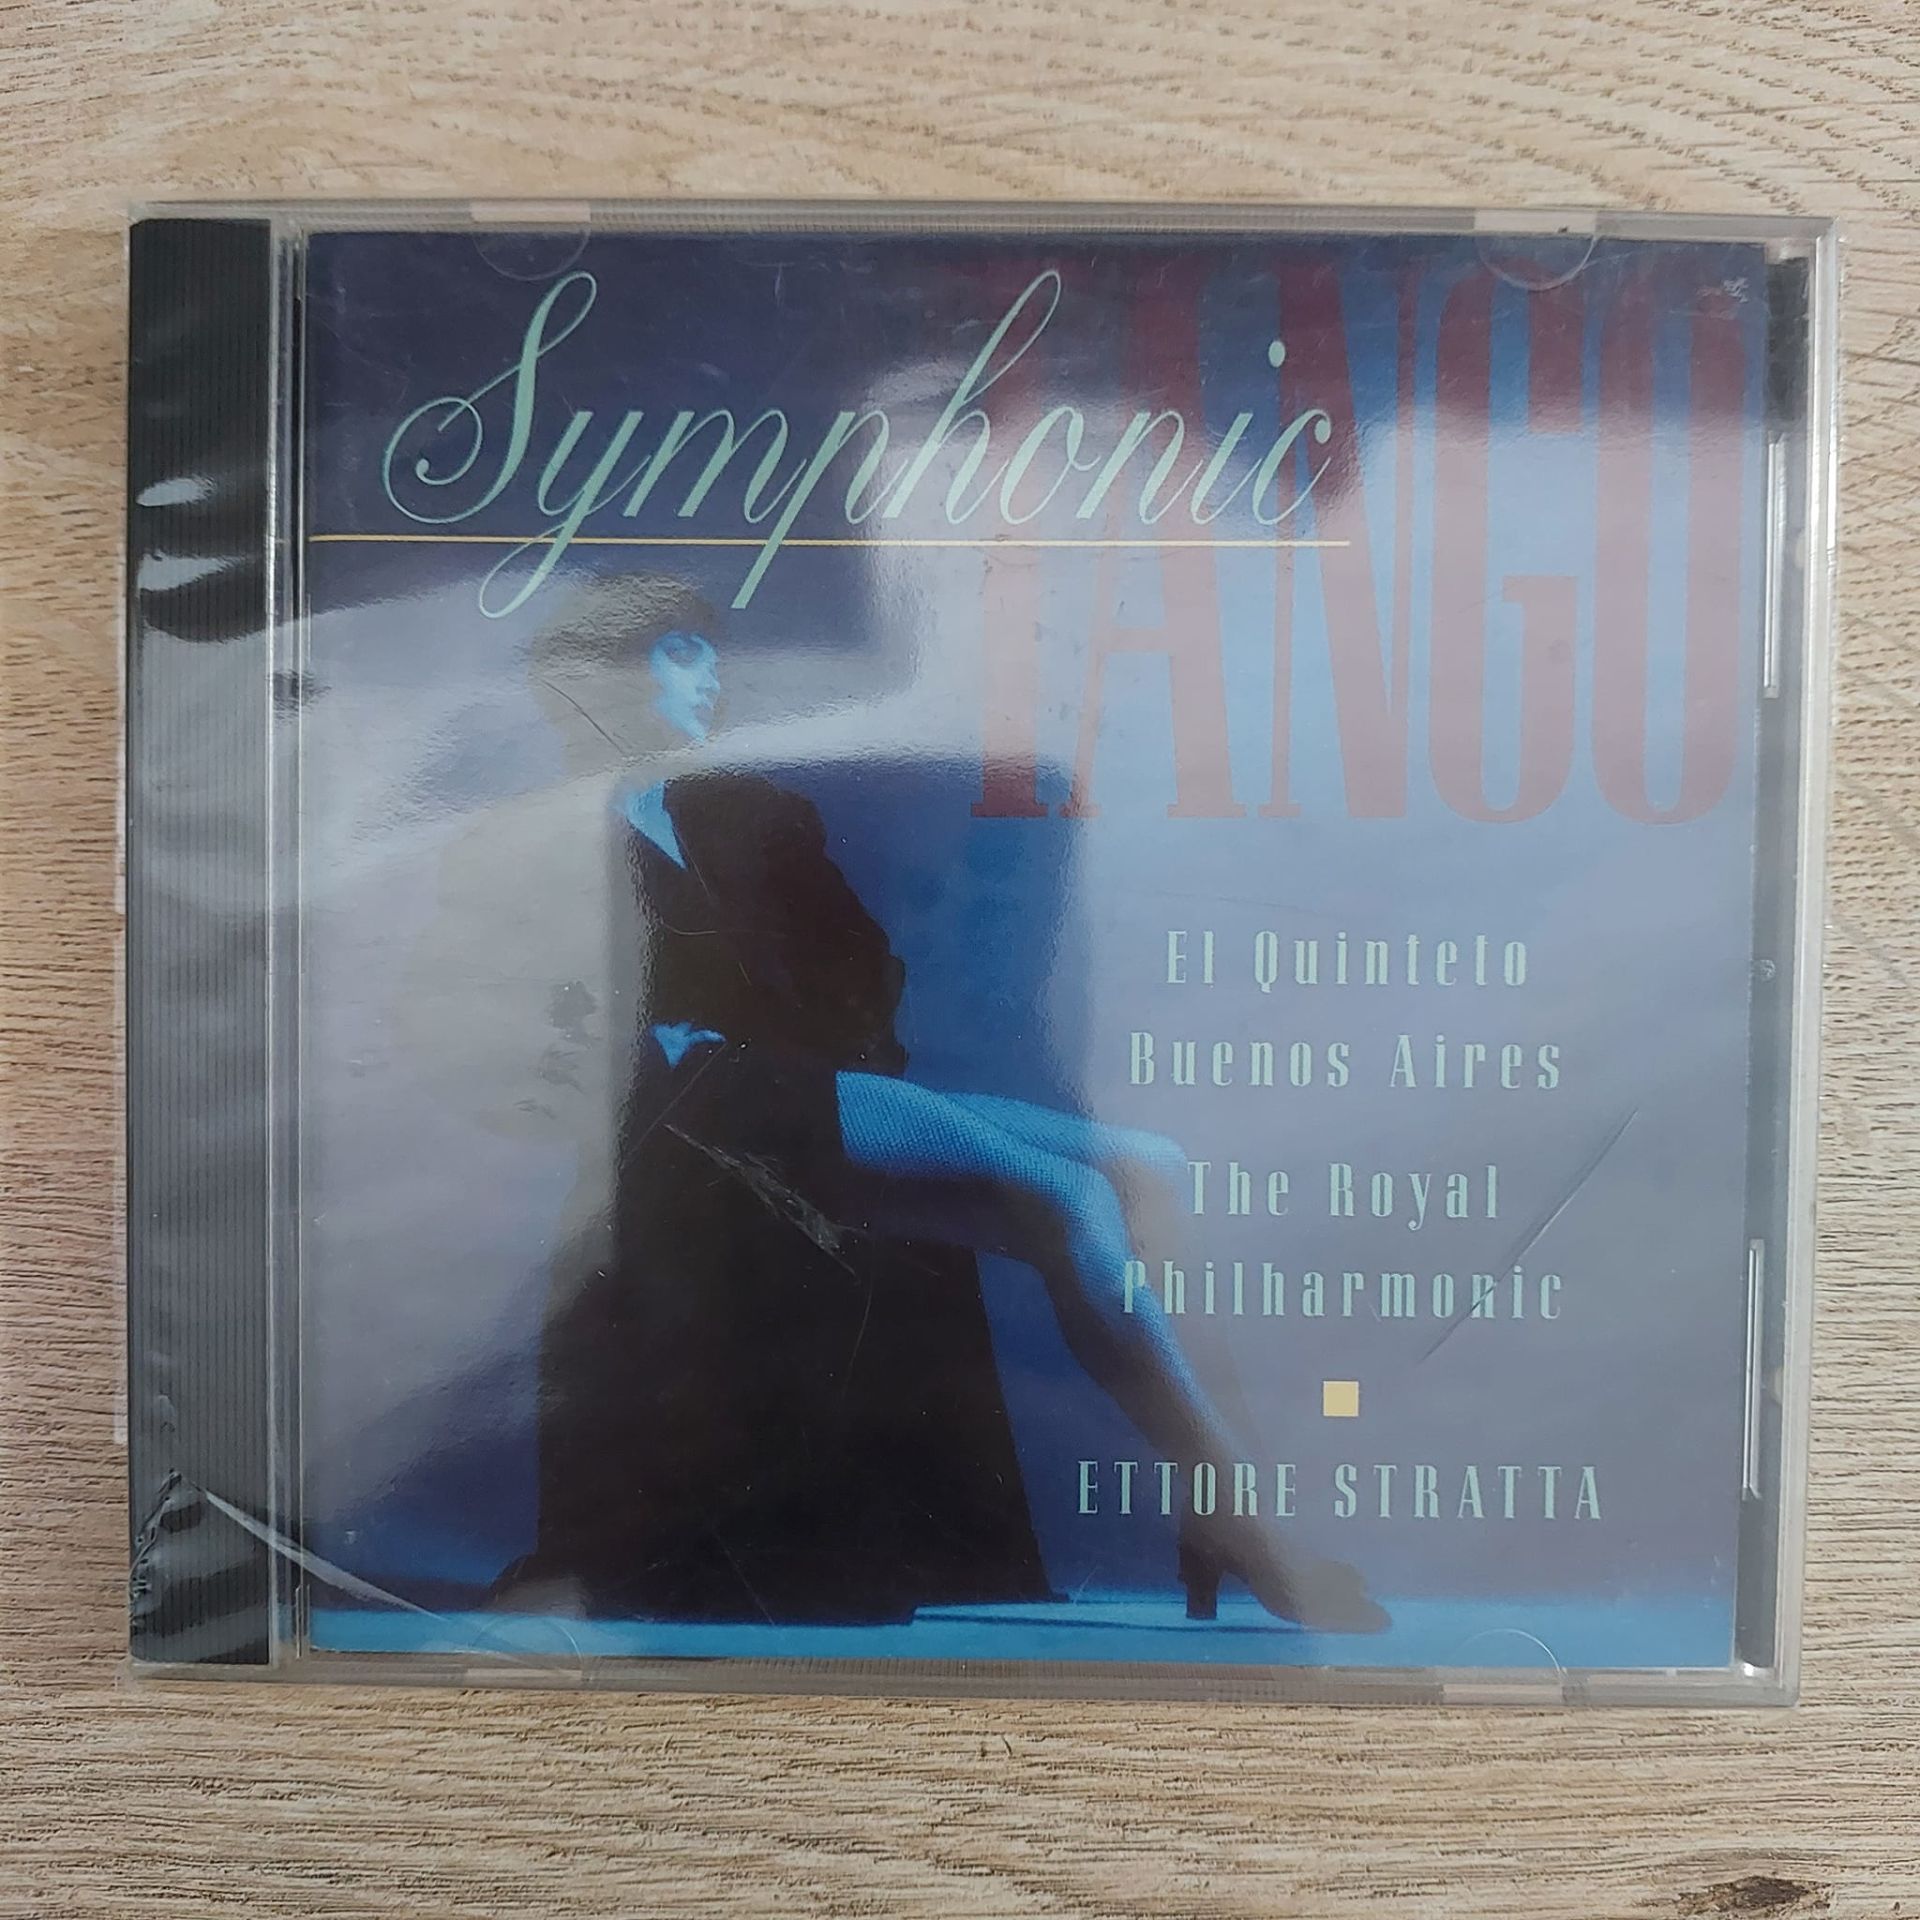 Symphonic
TANGO
El Quinteto
Buenos Aires
The Royal
Philharmonic
ETTORE STRATTA